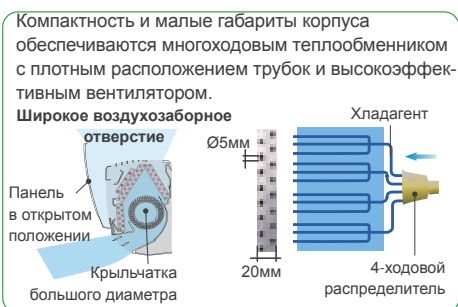 Компактность и малые габариты корпуса
обеспечиваются многоходовым теплообменником
с плотным расположением трубок и высокоэффек-
тивным вентилятором.
Широкое воздухозаборное
отверстие
Панель
в открытом
положении
Крыльчатка
большого диаметра
Ø5мм
20мм
Хладагент
4-ходовой
распределитель